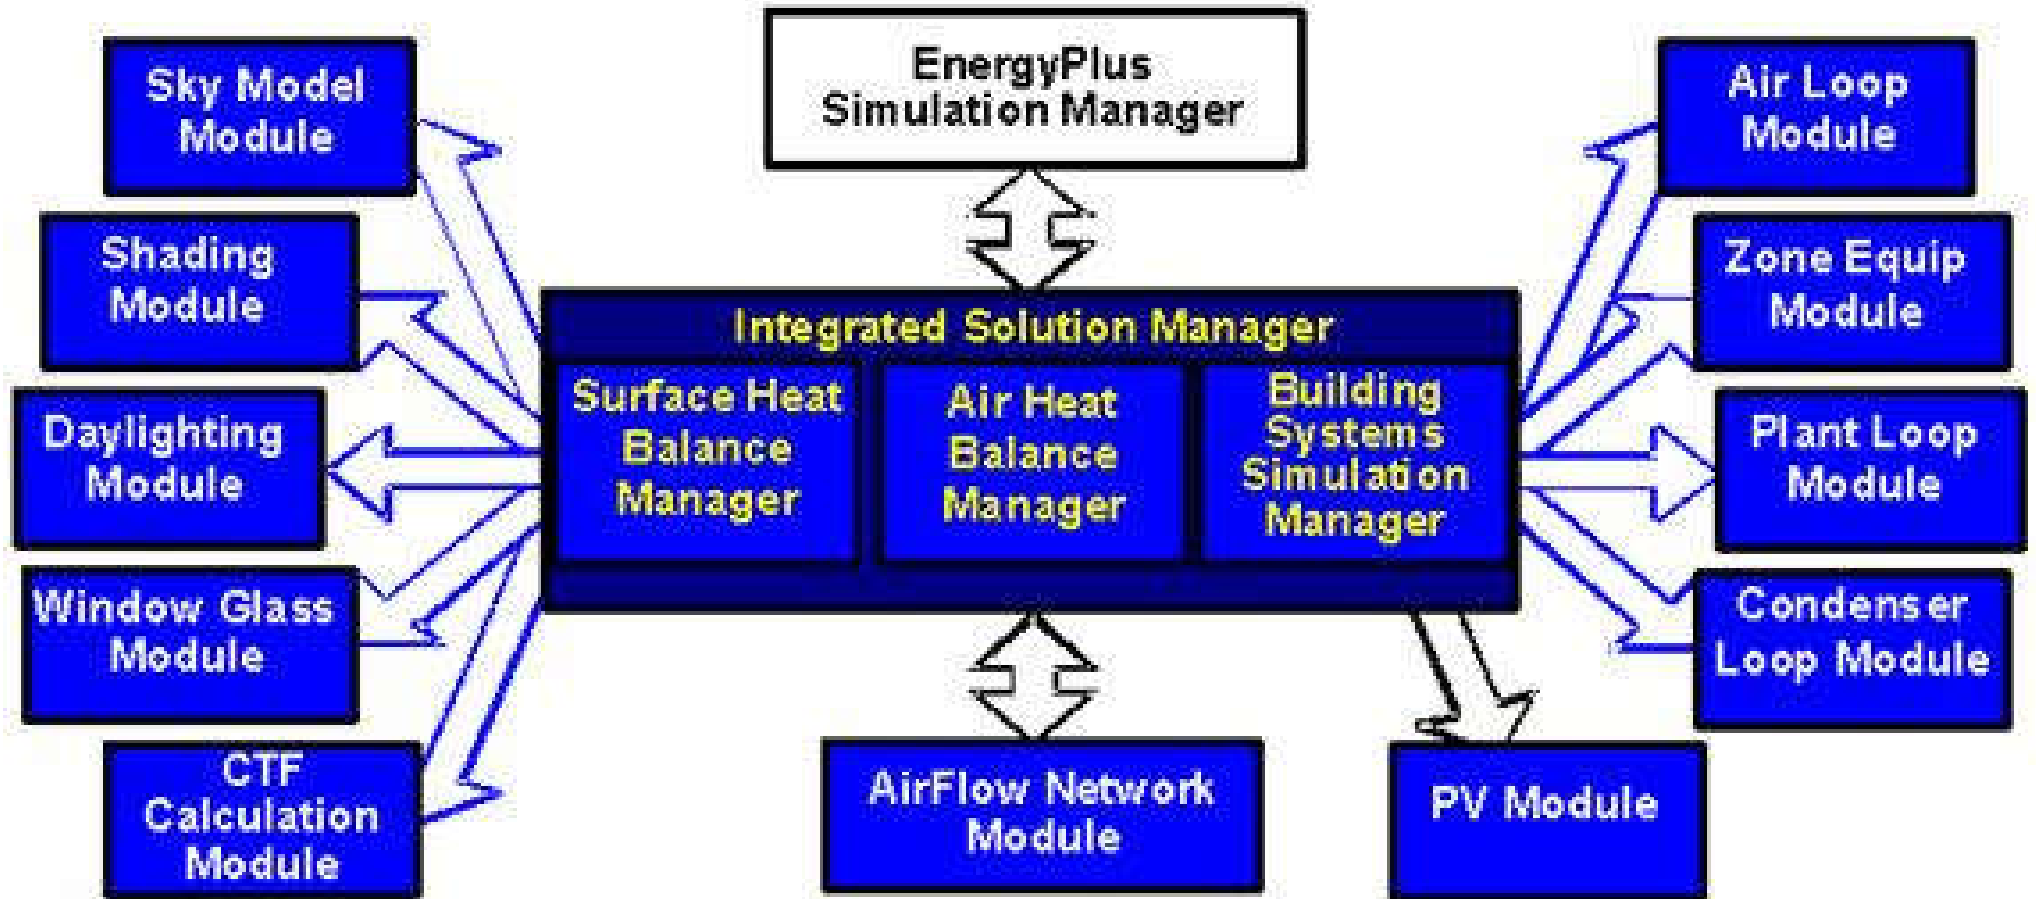 EnergyPlus
Simulation Manager
Sky Model
Module
Shading
Module
Daylighting
Module
Window Glass
Module
CTF
Calculation
Module
Integrated Solution Manager
Surface Heat
Balance
Manager
Air Heat
Balance
Manager
Building
Systems
Simulation
Manager
AirFlow Network
Module
PV Module
Air Loop
Module
Zone Equip
Module
Plant Loop
Module
Condenser
Loop Module